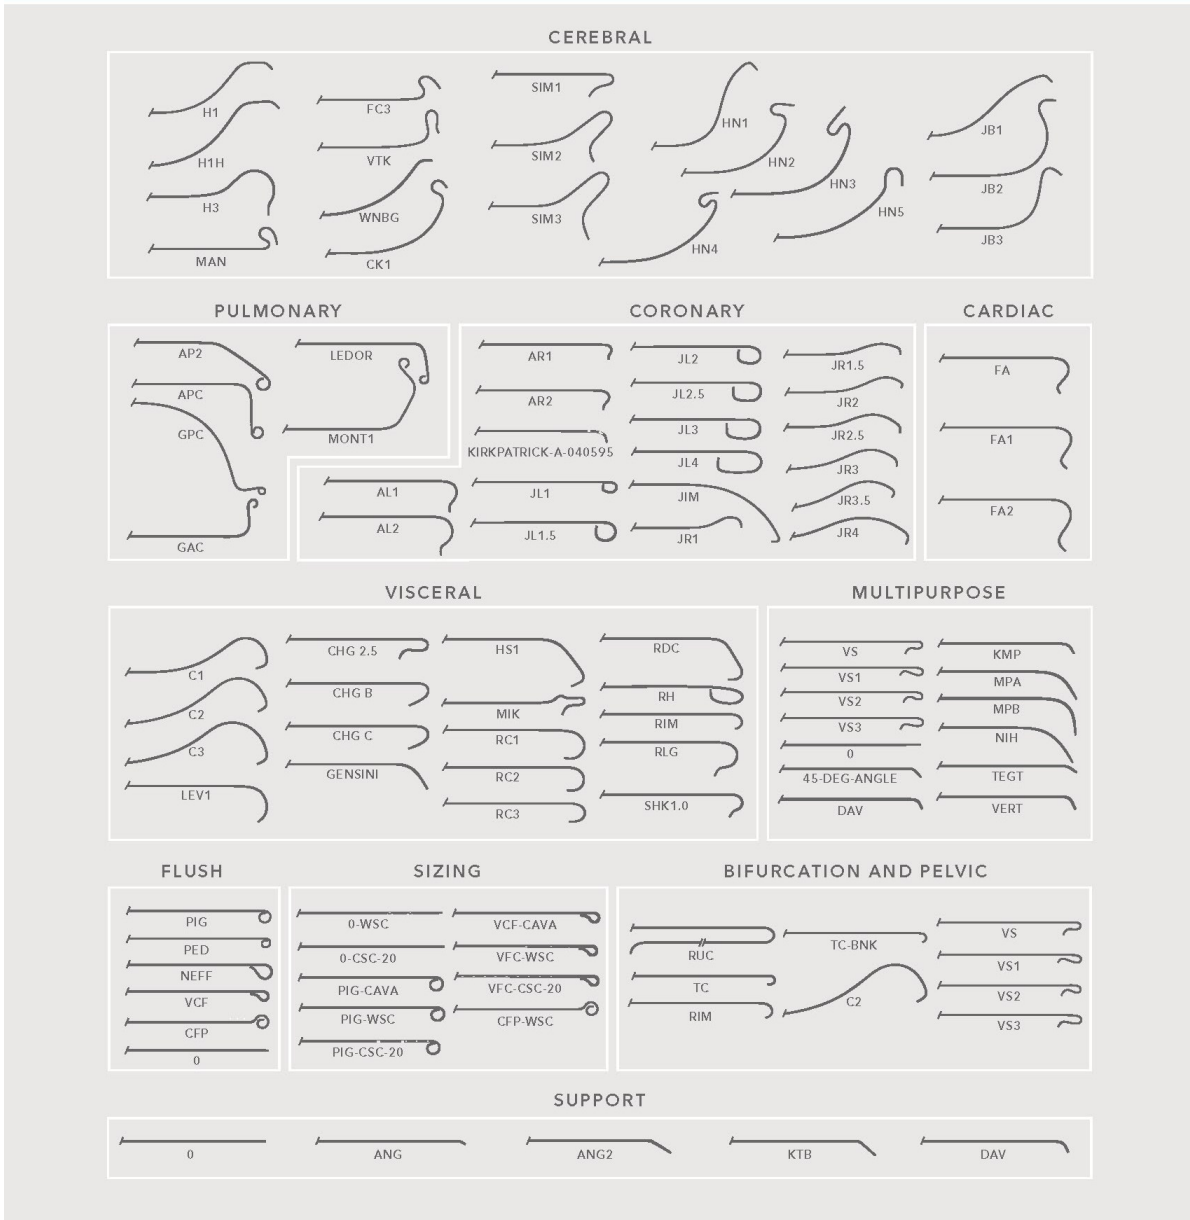 CEREBRAL
H1
H1H
H3
MAN
FC3
VTK
WNBG
CK1
SIM1
SIM2
SIM3
HN1
HN2
HN3
HN4
HN5
JB1
JB2
JB3
PULMONARY
AP2
APC
GPC
GAC
LEDOR
MONT1
CORONARY
AR1
AR2
KIRKPATRICK-A-040595
AL1
AL2
JL1
JL1.5
JL2
JL2.5
JL3
JL4
JIM
JR1
JR1.5
JR2
JR2.5
JR3
JR3.5
JR4
CARDIAC
FA
FA1
FA2
VISCERAL
C1
C2
C3
LEV1
CHG 2.5
CHG B
CHG C
GENSINI
HS1
MIK
RC1
RC2
RC3
RDC
RH
RIM
RLG
SHK1.0
MULTIPURPOSE
VS
VS1
VS2
VS3
0
45-DEG-ANGLE
DAV
KMP
MPA
MPB
NIH
TEGT
VERT
FLUSH
PIG
PED
NEFF
VCF
CFP
0
SIZING
0-WSC
0-CSC-20
PIG-CAVA
PIG-WSC
PIG-CSC-20
VCF-CAVA
VFC-WSC
VFC-CSC-20
CFP-WSC
BIFURCATION AND PELVIC
RUC
TC
RIM
TC-BNK
C2
VS
VS1
VS2
VS3
SUPPORT
0
ANG
ANG2
KTB
DAV